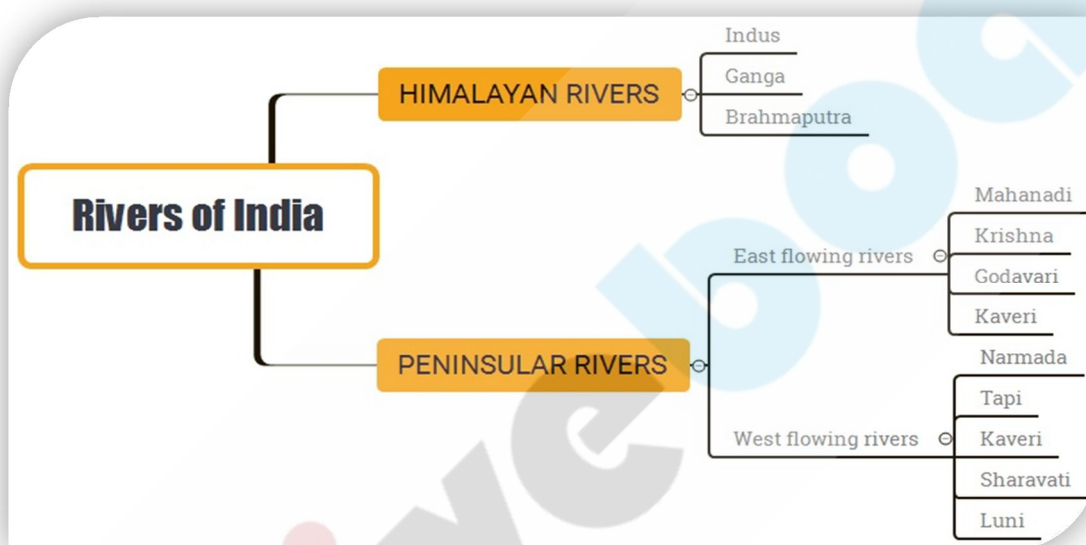 Rivers of India
HIMALAYAN RIVERS
Indus
Ganga
Brahmaputra
PENINSULAR RIVERS
East flowing rivers
Mahanadi
Krishna
Godavari
Kaveri
West flowing rivers
Narmada
Tapi
Kaveri
Sharavati
Luni